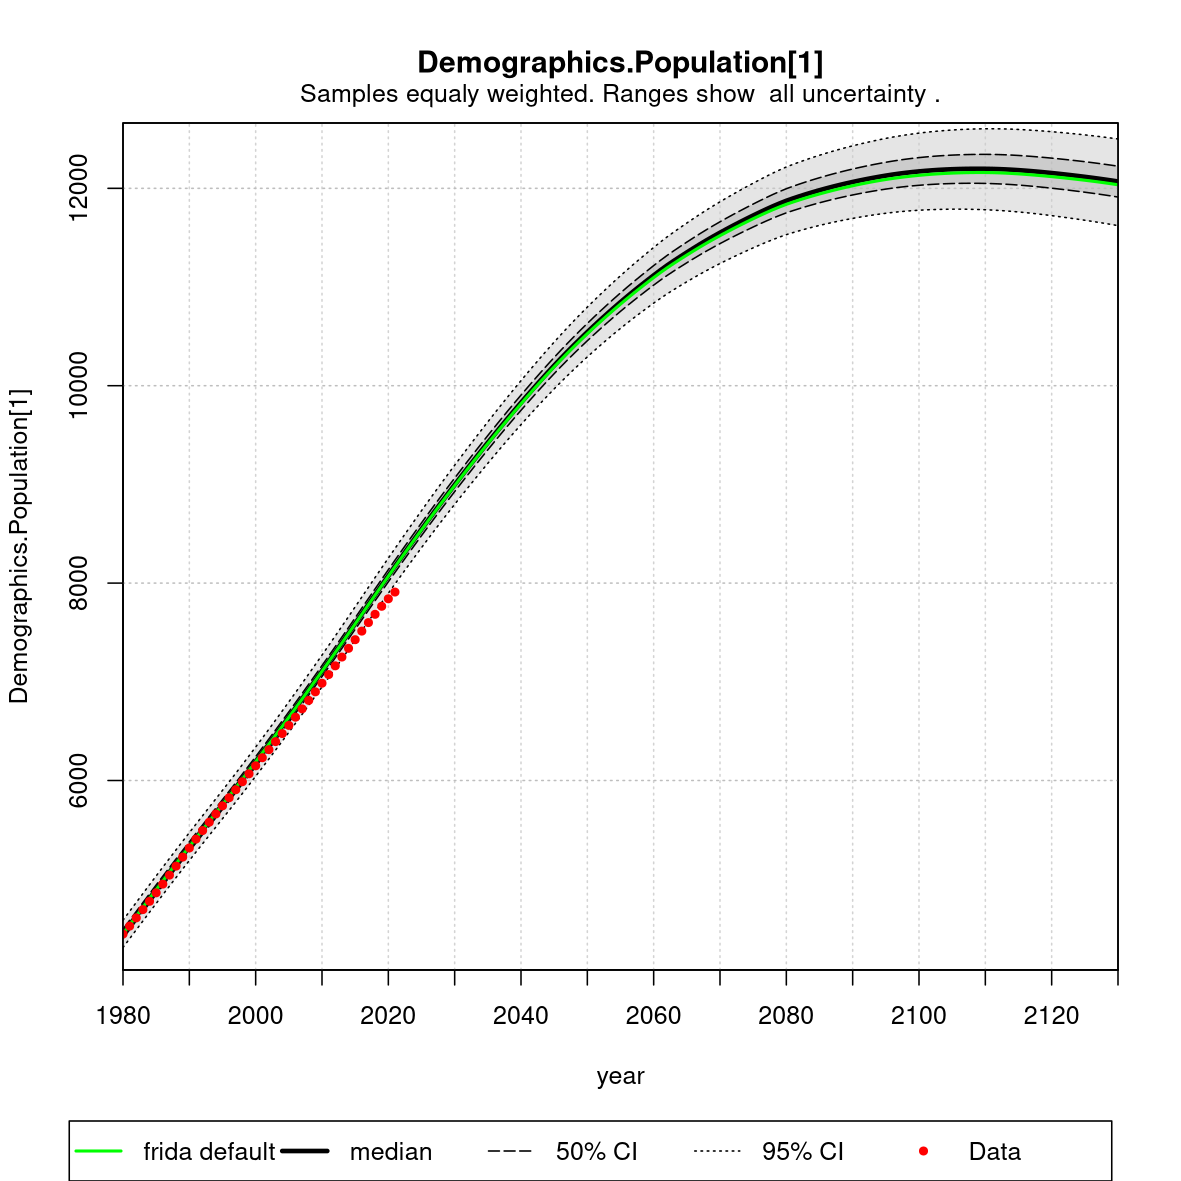 Demographics.Population[1]
Samples equaly weighted. Ranges show  all uncertainty .
Demographics.Population[1]
12000
10000
8000
6000
1980 2000 2020 2040 2060 2080 2100 2120
year
frida default median 50% CI 95% CI Data